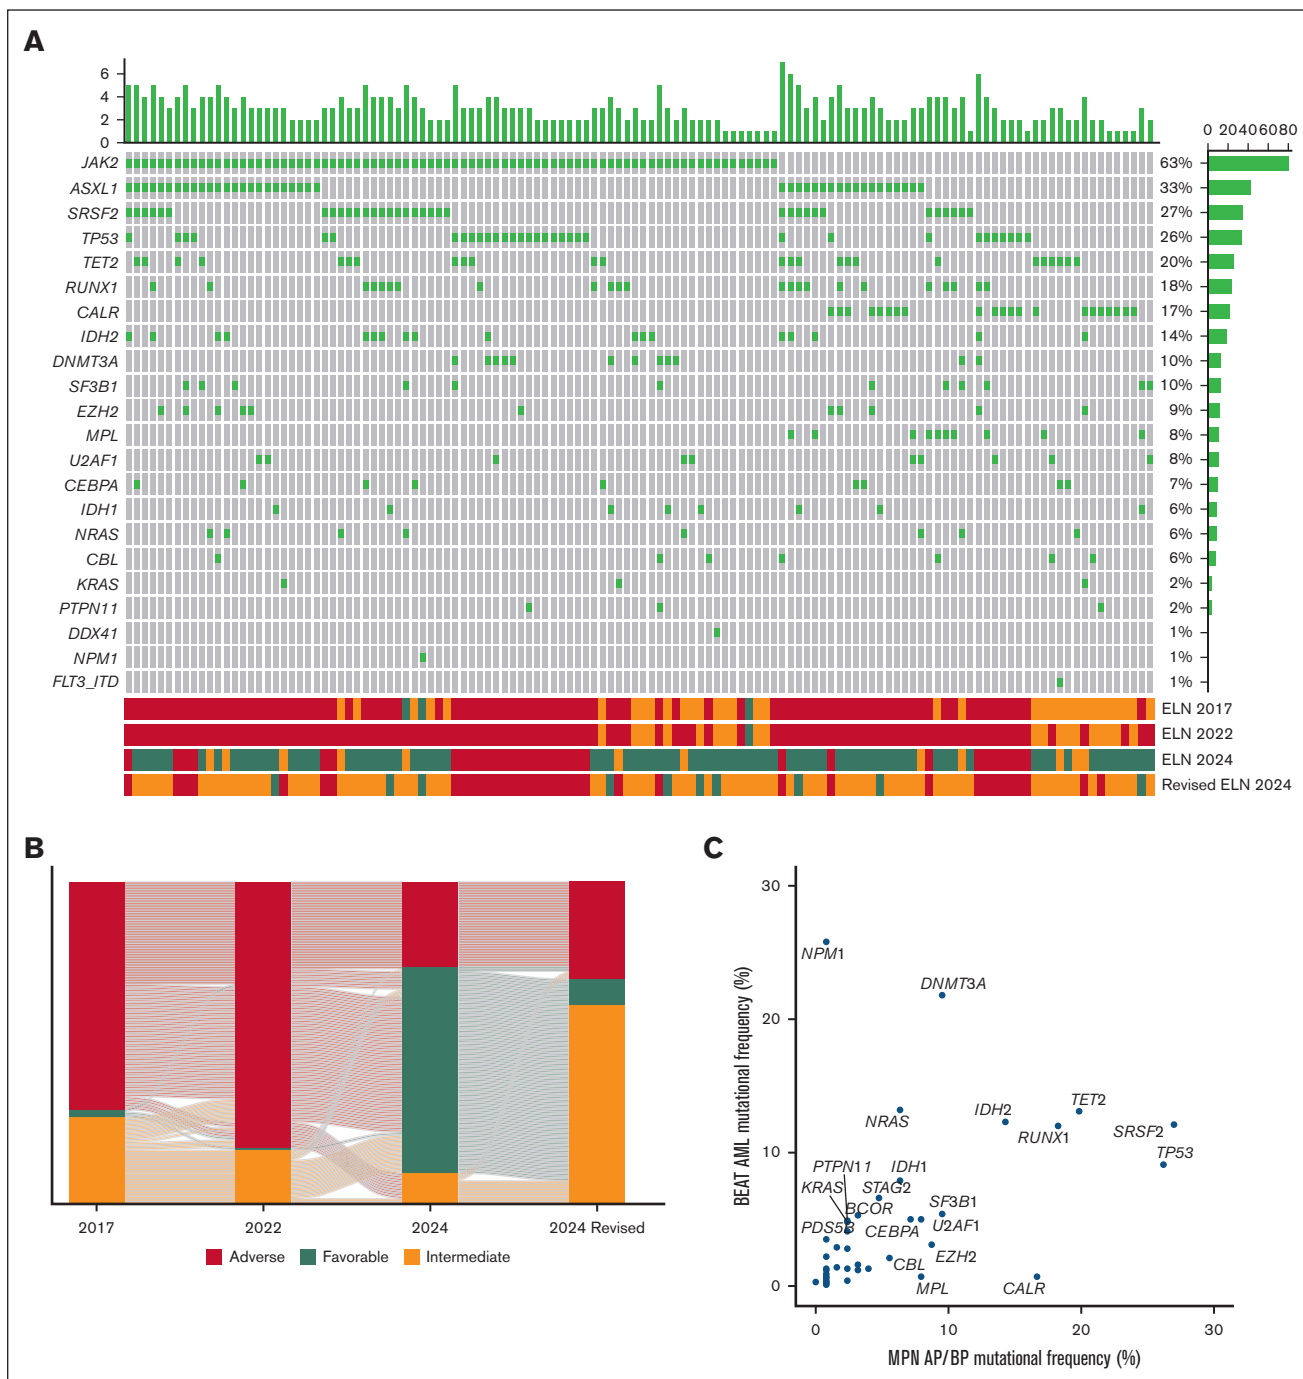 A
6
4
2
0
0 20406080
JAK2 63%
ASXL1 33%
SRSF2 27%
TP53 26%
TET2 20%
RUNX1 18%
CALR 17%
IDH2 14%
DNMT3A 10%
SF3B1 10%
EZH2 9%
MPL 8%
U2AF1 8%
CEBPA 7%
IDH1 6%
NRAS 6%
CBL 6%
KRAS 2%
PTPN11 2%
DDX41 1%
NPM1 1%
FLT3_ITD 1%
ELN 2017
ELN 2022
ELN 2024
Revised ELN 2024
B
2017 2022 2024 2024 Revised
Adverse Favorable Intermediate
C
BEAT AML mutational frequency (%)
30
20
10
0
NPM1
DNMT3A
NRAS
IDH2
TET2
RUNX1
SRSF2
TP53
PTPN11
IDH1
KRAS
STAG2
BCOR
SF3B1
PDS5B
CEBPA
U2AF1
EZH2
CBL
MPL
CALR
0 10 20 30
MPN AP/BP mutational frequency (%)